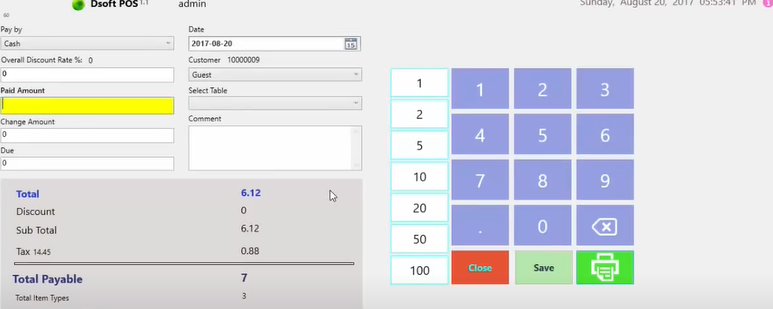 Dsoft POS 1.1 admin Sunday, August 20, 2017 05:53:41 PM
Pay by Date
Cash 2017-08-20 15
Overall Discount Rate %: 0 Customer 10000009
0 Guest
Paid Amount Select Table
Change Amount Comment
0
Due
0
Total 6.12
Discount 0
Sub Total 6.12
Tax 14.45 0.88
Total Payable 7
Total Item Types 3
1 1 2 3
2
5 4 5 6
10 7 8 9
20
50 . 0
100 Close Save